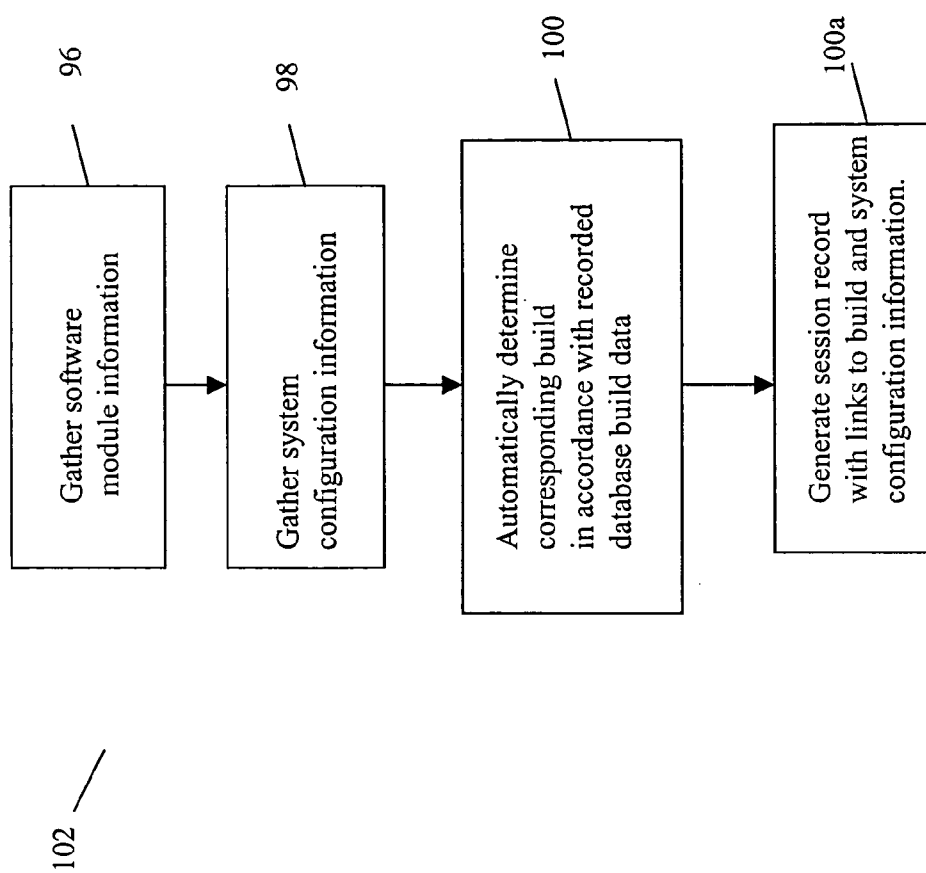 102
96
Gather software
module information
98
Gather system
configuration information
100
Automatically determine
corresponding build
in accordance with recorded
database build data
100a
Generate session record
with links to build and system
configuration information.